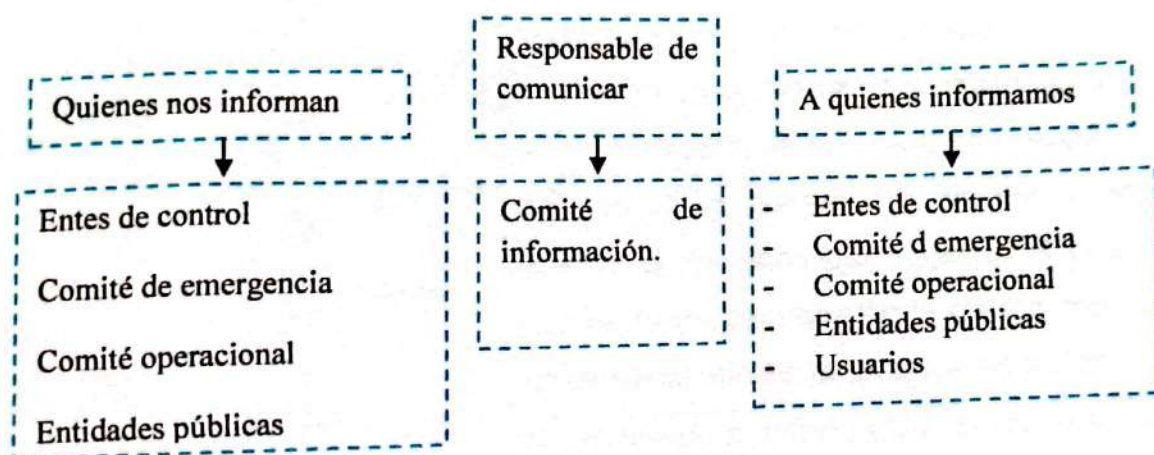 Quienes nos informan
Responsable de
comunicar
A quienes informamos
Entes de control
Comité de emergencia
Comité operacional
Entidades públicas
Comité de
información.
- Entes de control
- Comité d emergencia
- Comité operacional
- Entidades públicas
- Usuarios